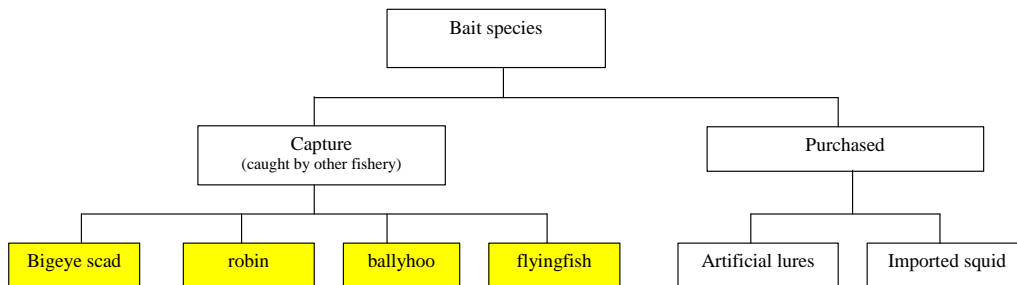 Bait species
Capture
(caught by other fishery)
Purchased
Bigeye scad
robin
ballyhoo
flyingfish
Artificial lures
Imported squid